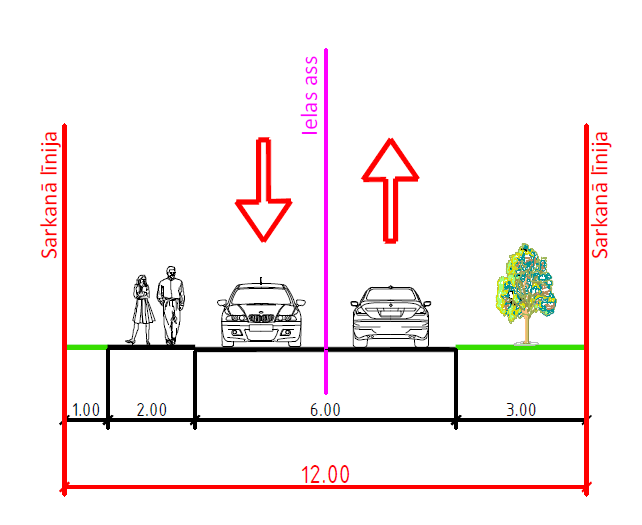 Ielas ass
Sarkanā līnija
Sarkanā līnija
1.00
2.00
6.00
3.00
12.00